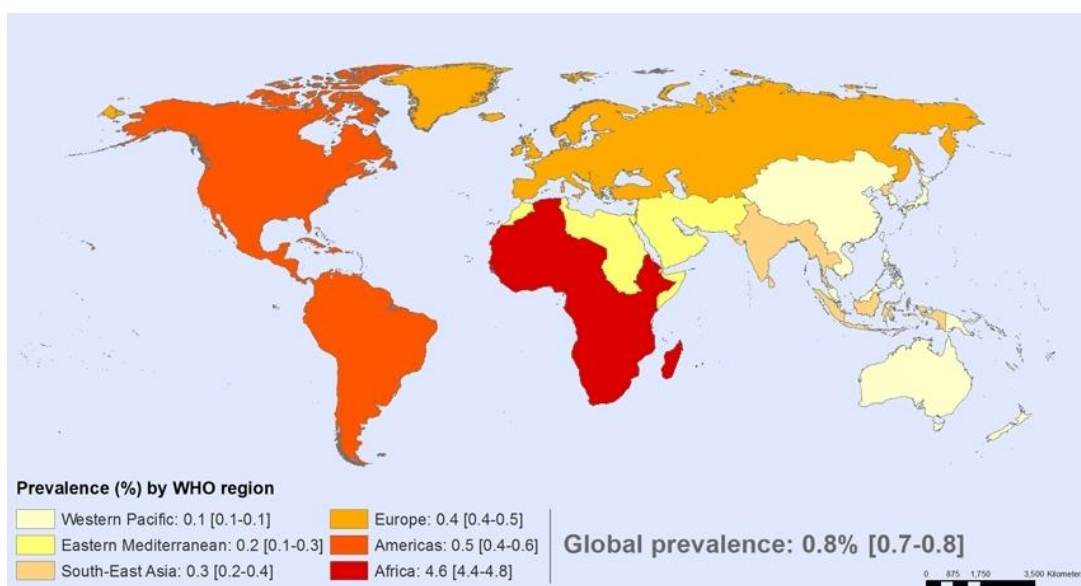 Prevalence (%) by WHO region
Western Pacific: 0.1 [0.1-0.1]
Eastern Mediterranean: 0.2 [0.1-0.3]
South-East Asia: 0.3 [0.2-0.4]
Europe: 0.4 [0.4-0.5]
Americas: 0.5 [0.4-0.6]
Africa: 4.6 [4.4-4.8]
Global prevalence: 0.8% [0.7-0.8]
0 875 1,750 3,500 Kilometer